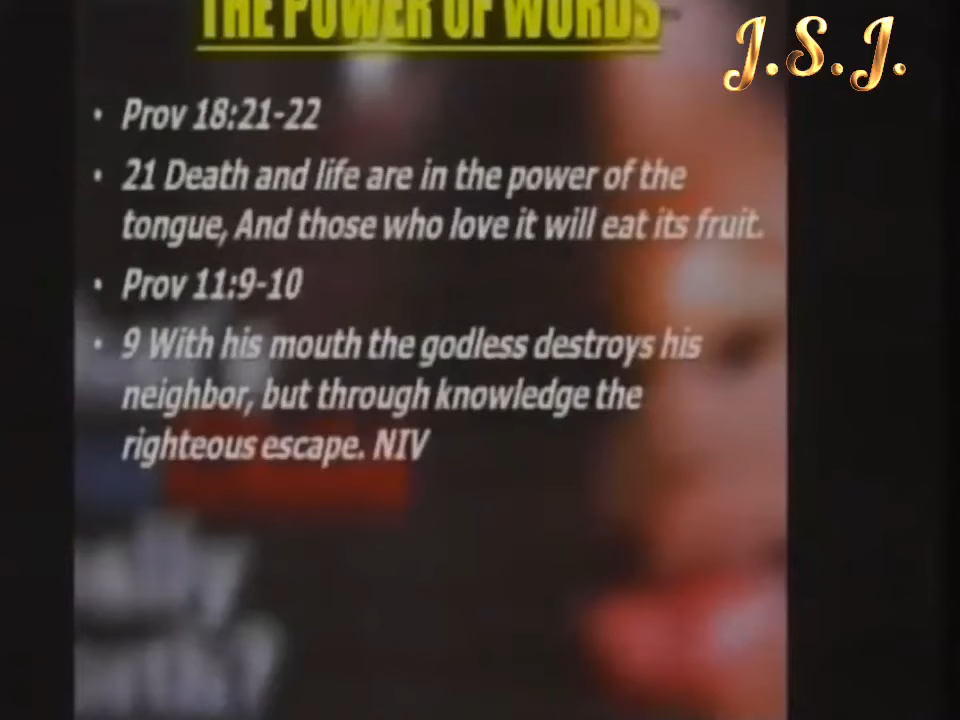 THE POWER OF WORDS
J.S.J.
• Prov 18:21-22
• 21 Death and life are in the power of the
tongue, And those who love it will eat its fruit.
• Prov 11:9-10
• 9 With his mouth the godless destroys his
neighbor, but through knowledge the
righteous escape. NIV